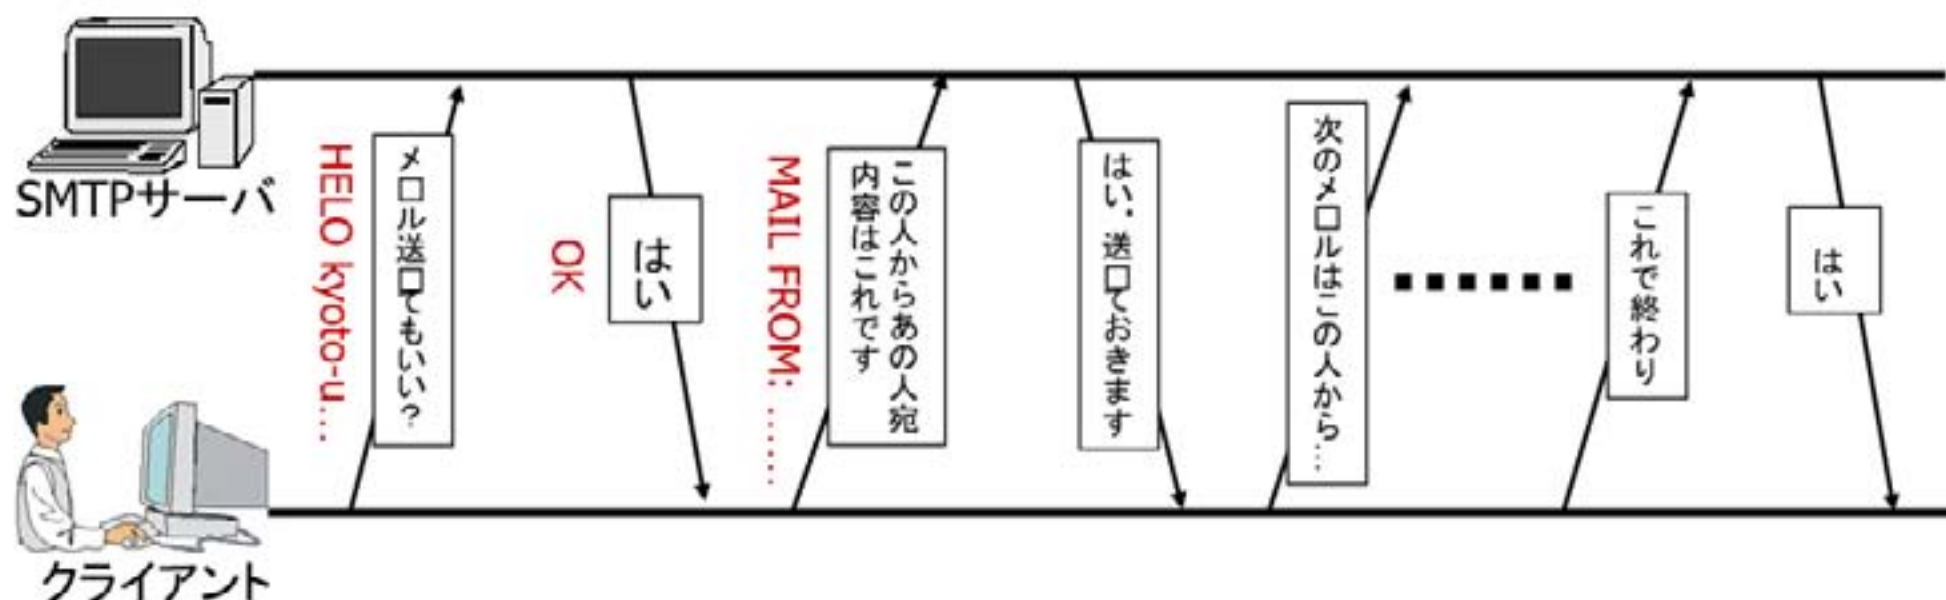 SMTPサーバ
クライアント
HELO kyoto-u...
メ□ル送□てもいい？
OK
はい
MAIL FROM: ......
この人からあの人宛
内容はこれです
はい．送□ておきます
次のメ□ルはこの人から…
これで終わり
はい